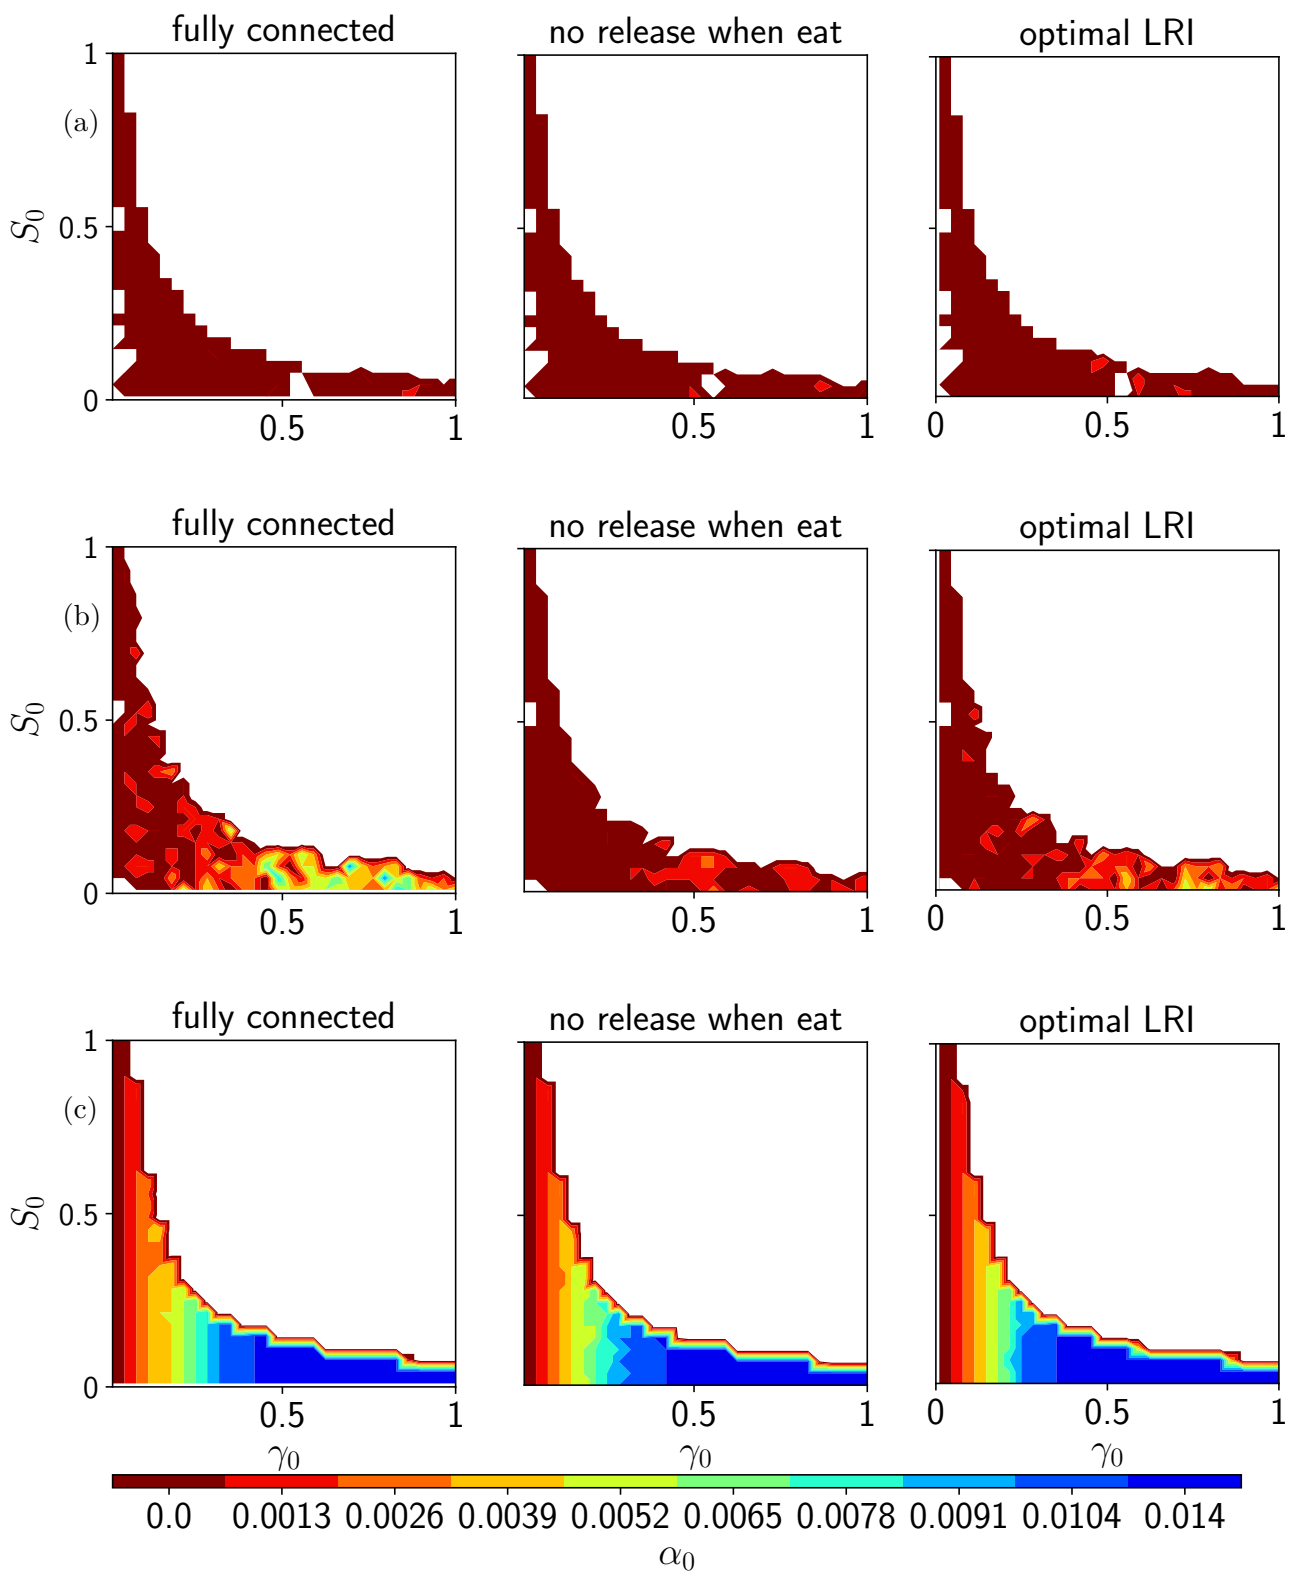 fully connected no release when eat optimal LRI
1
(a)
S₀ 0.5
0
0.5 1 0.5 1 0 0.5 1
fully connected no release when eat optimal LRI
1
(b)
S₀ 0.5
0
0.5 1 0.5 1 0 0.5 1
fully connected no release when eat optimal LRI
1
(c)
S₀ 0.5
0
0.5 1 0.5 1 0 0.5 1
γ₀ γ₀ γ₀
0.0 0.0013 0.0026 0.0039 0.0052 0.0065 0.0078 0.0091 0.0104 0.014
α₀